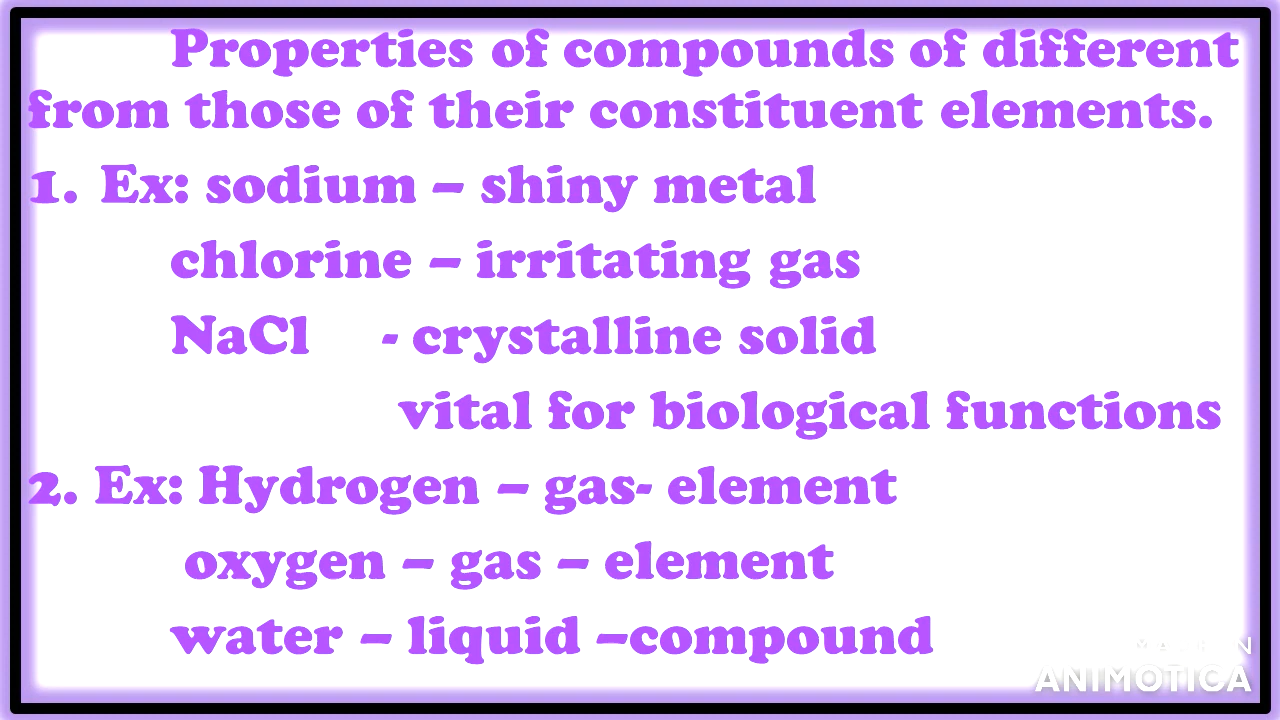 Properties of compounds of different
from those of their constituent elements.
1. Ex: sodium – shiny metal
chlorine – irritating gas
NaCl - crystalline solid
vital for biological functions
2. Ex: Hydrogen – gas- element
oxygen – gas – element
water – liquid –compound
ANIMOTICA